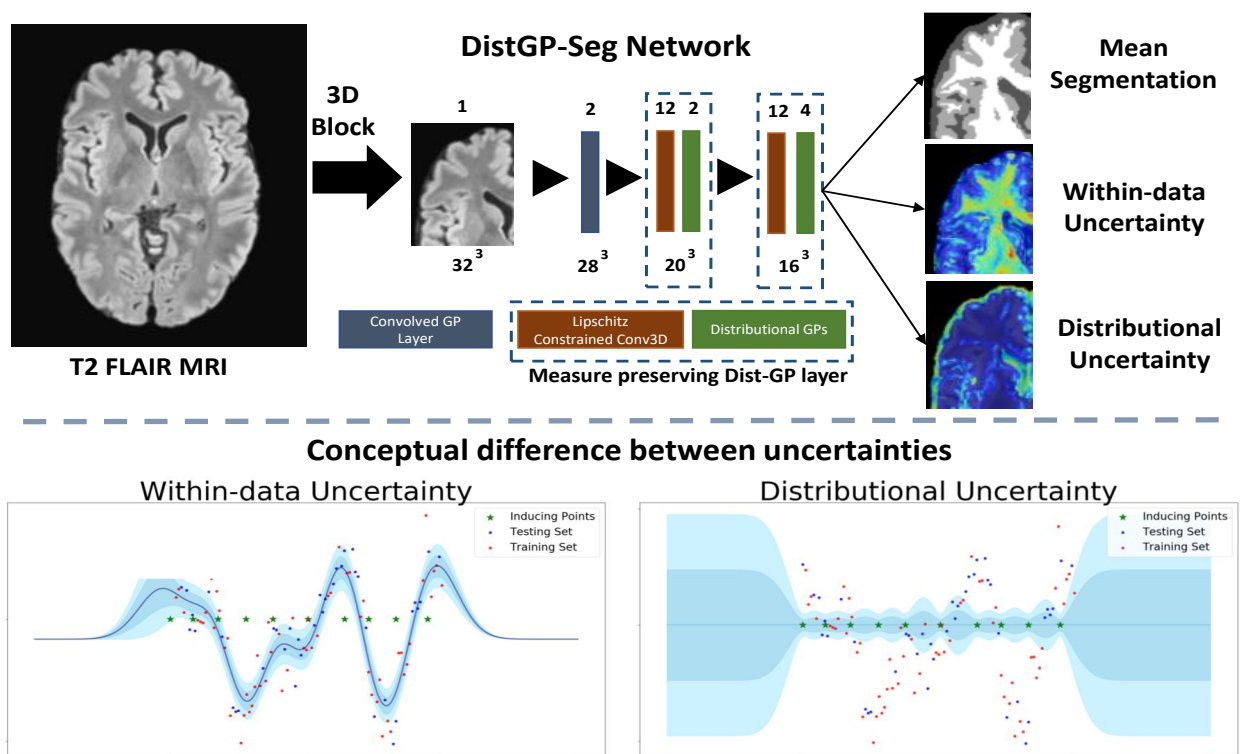 DistGP-Seg Network
3D
Block
T2 FLAIR MRI
1
32³
2
28³
12 2
20³
12 4
16³
Convolved GP
Layer
Lipschitz
Constrained Conv3D
Distributional GPs
Measure preserving Dist-GP layer
Mean
Segmentation
Within-data
Uncertainty
Distributional
Uncertainty
Conceptual difference between uncertainties
Within-data Uncertainty
Inducing Points
Testing Set
Training Set
Distributional Uncertainty
Inducing Points
Testing Set
Training Set